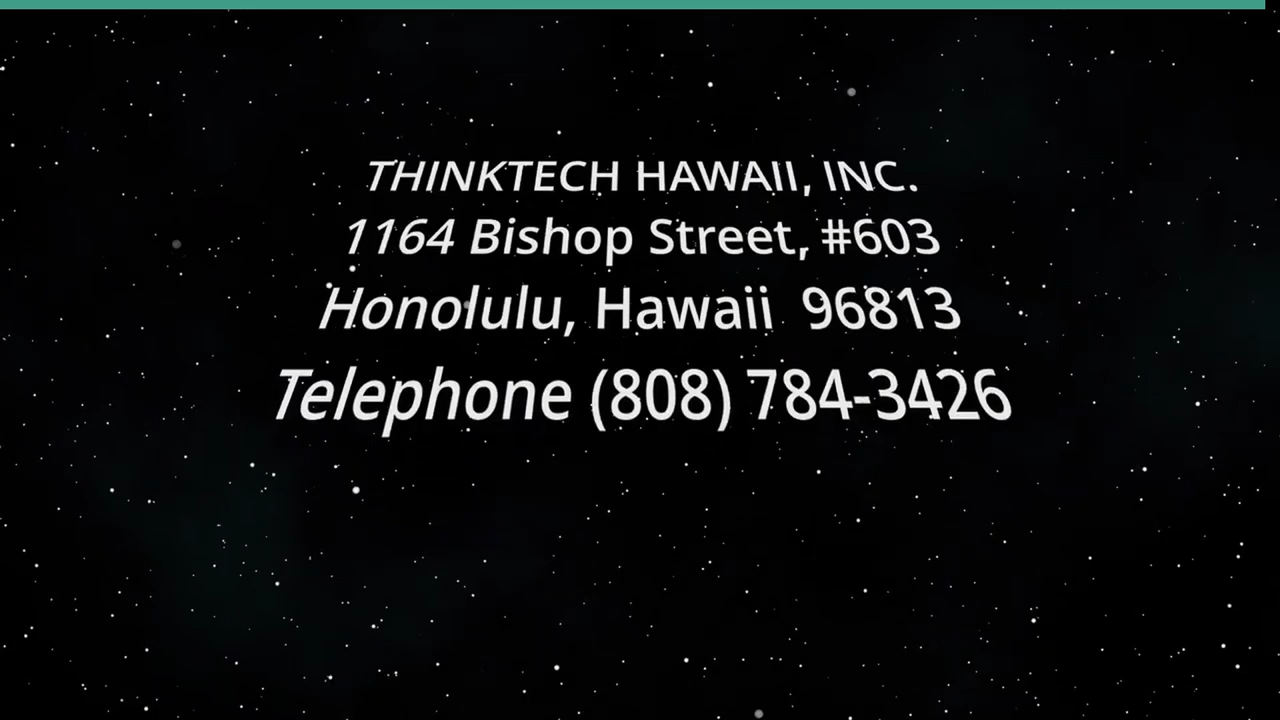 THINKTECH HAWAII, INC.
1164 Bishop Street, #603
Honolulu, Hawaii 96813
Telephone (808) 784-3426